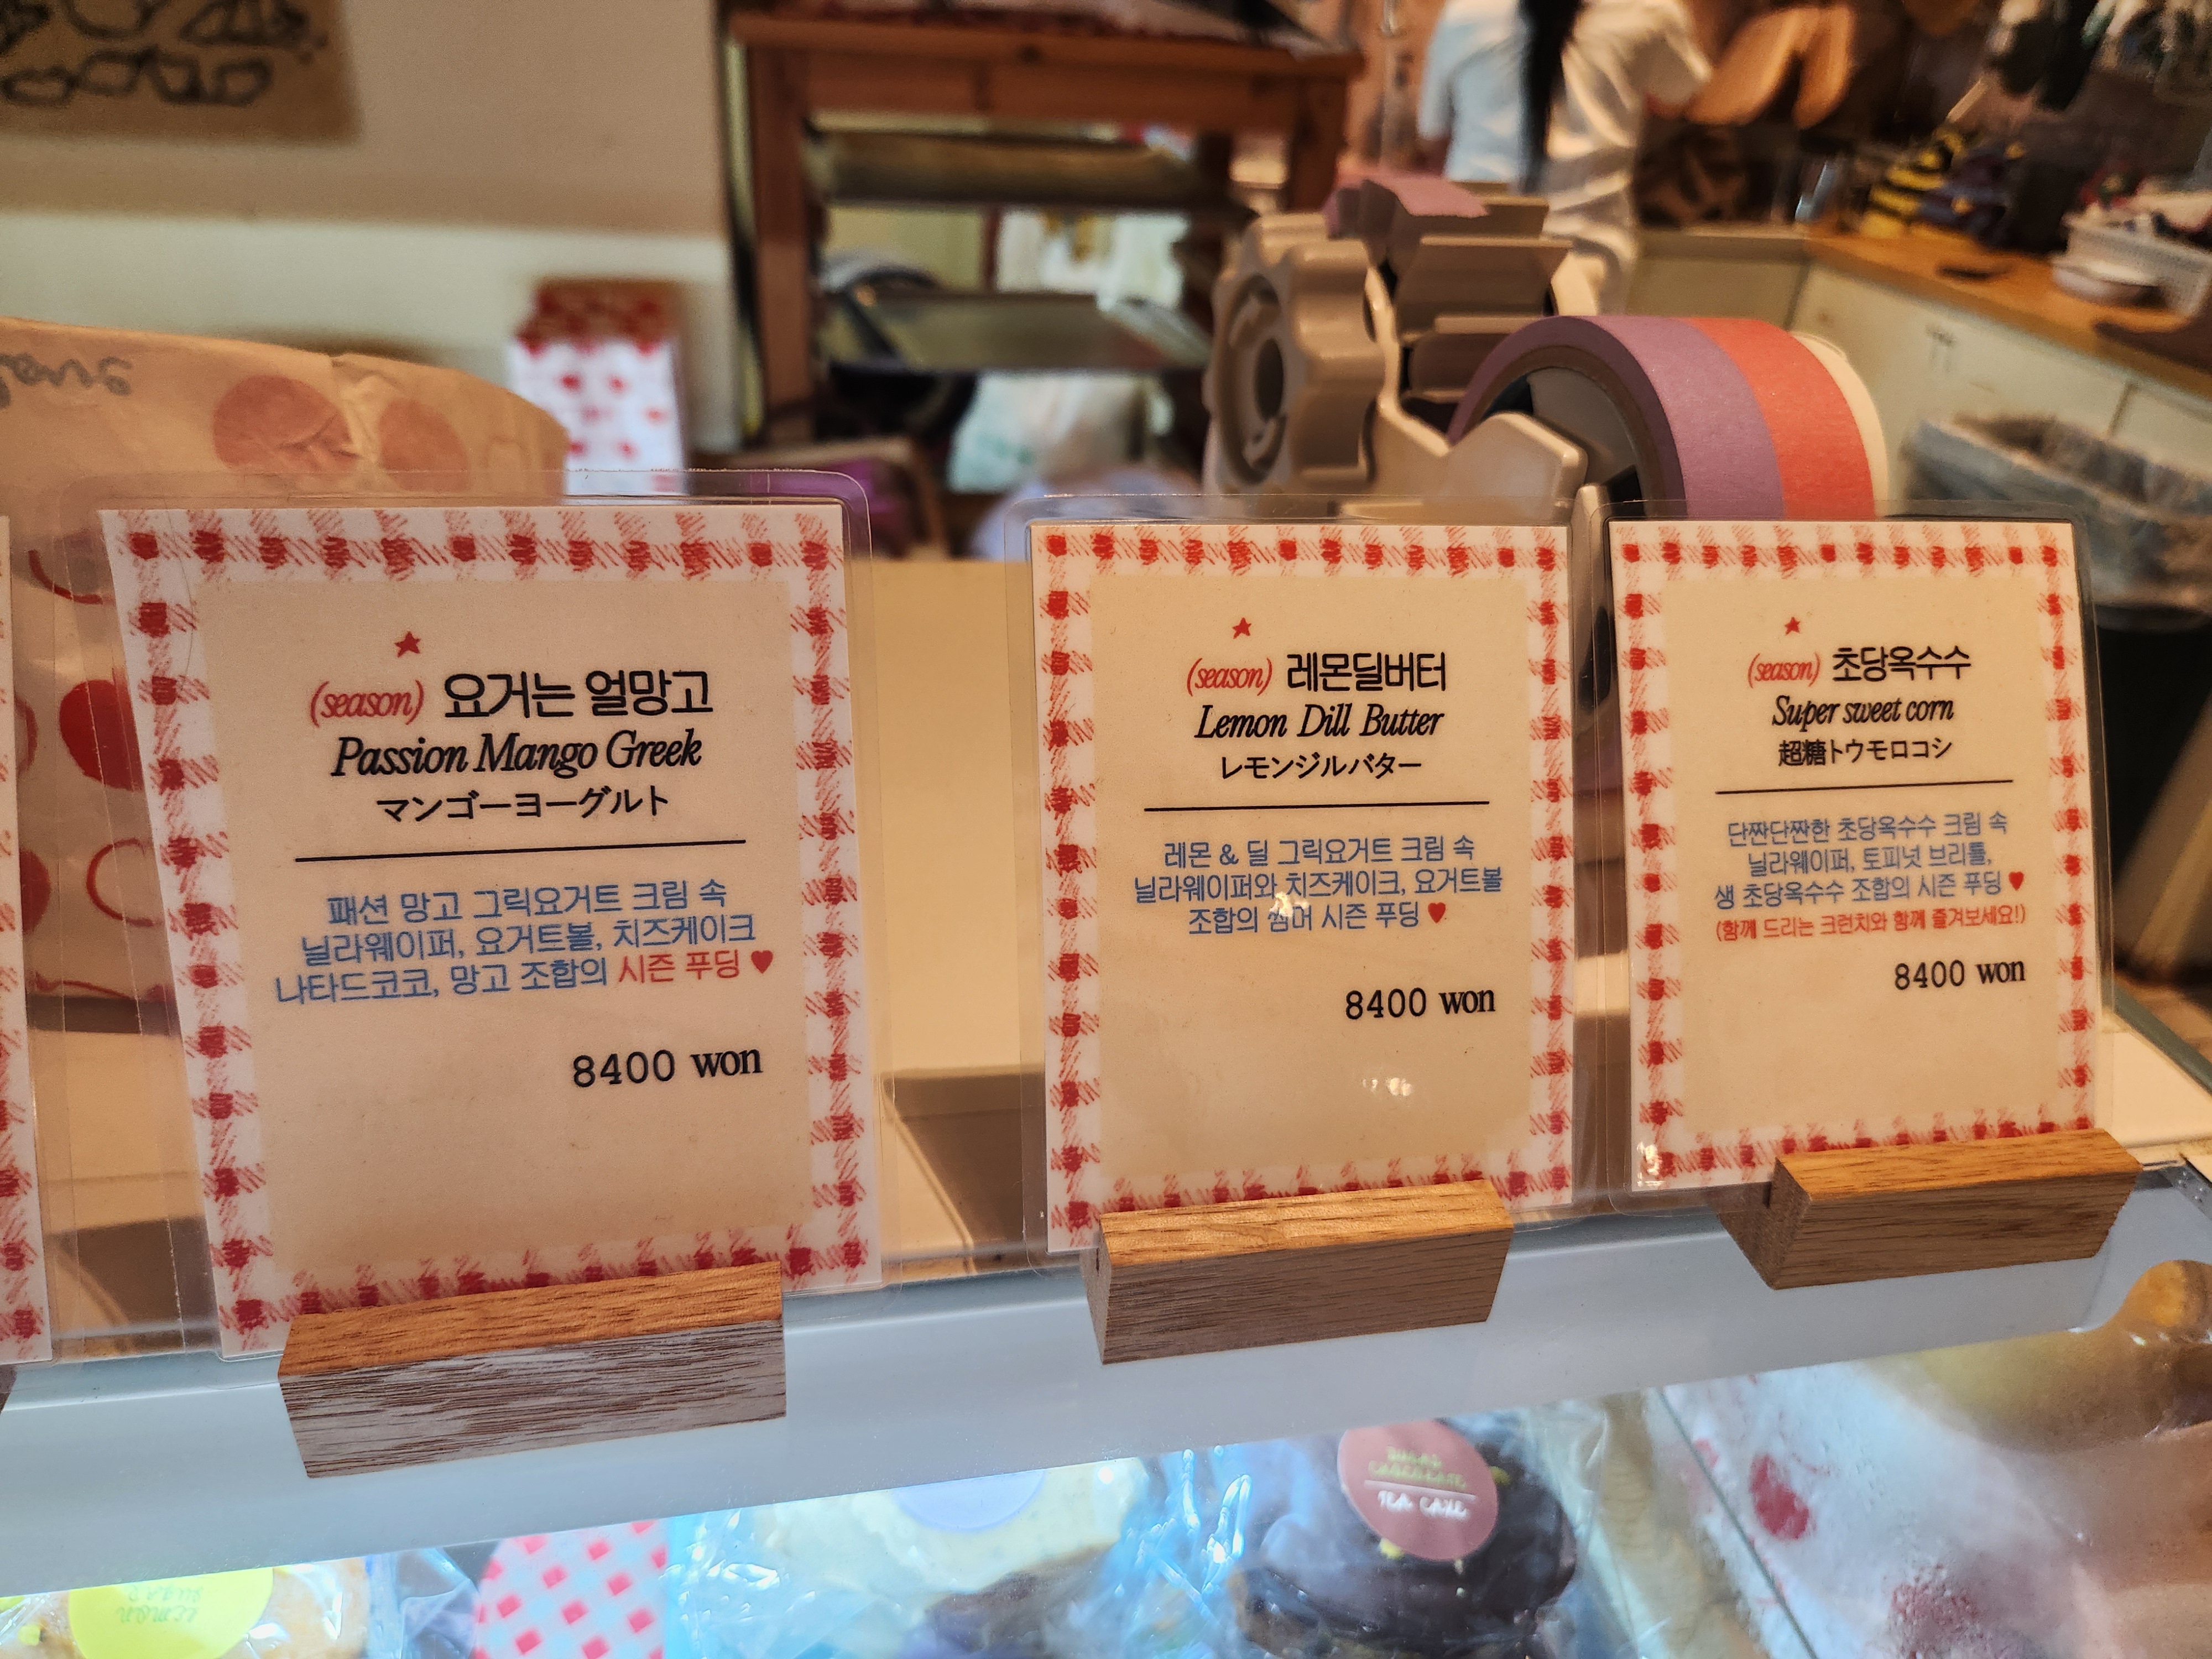 (season) 요거는 얼망고
Passion Mango Greek
マンゴーヨーグルト
패션 망고 그릭요거트 크림 속
닐라웨이퍼, 요거트볼, 치즈케이크
나타드코코, 망고 조합의 시즌 푸딩 ♥
8400 won
(season) 레몬딜버터
Lemon Dill Butter
レモンジルバター
레몬 & 딜 그릭요거트 크림 속
닐라웨이퍼와 치즈케이크, 요거트볼
조합의 썸머 시즌 푸딩 ♥
8400 won
(season) 초당옥수수
Super sweet corn
超糖トウモロコシ
단짠단짠한 초당옥수수 크림 속
닐라웨이퍼, 토피넛 브리틀,
생 초당옥수수 조합의 시즌 푸딩 ♥
(함께 드리는 크런치와 함께 즐겨보세요!)
8400 won
CHOCOLATE
TEA CAKE
LEMON
SUGAR